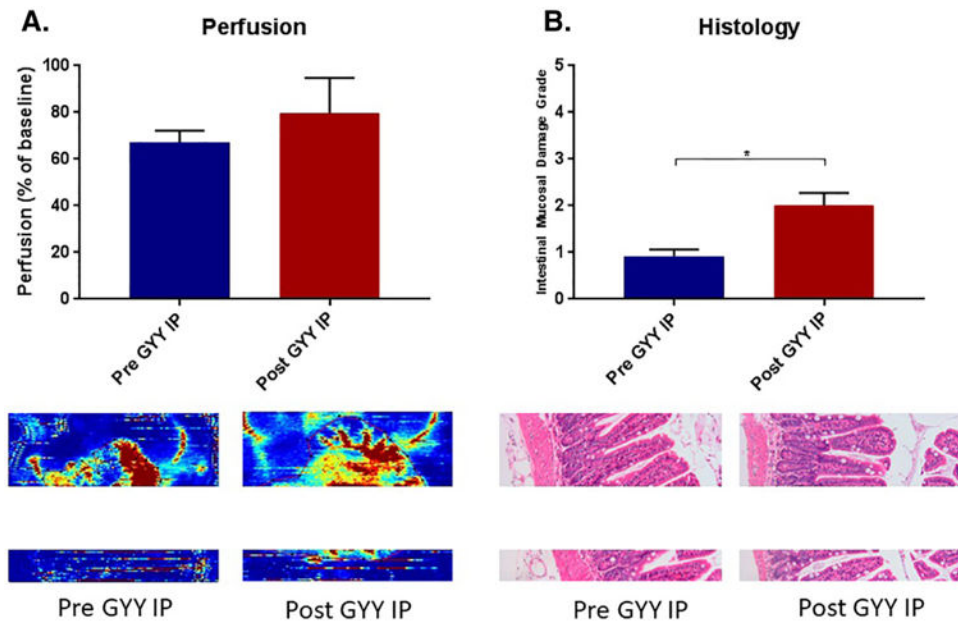 A.
Perfusion
Perfusion (% of baseline)
100
80
60
40
20
0
Pre GYY IP
Post GYY IP
B.
Histology
Intestinal Mucosal Damage Grade
5
4
3
2
1
0
*
Pre GYY IP
Post GYY IP
Pre GYY IP
Post GYY IP
Pre GYY IP
Post GYY IP